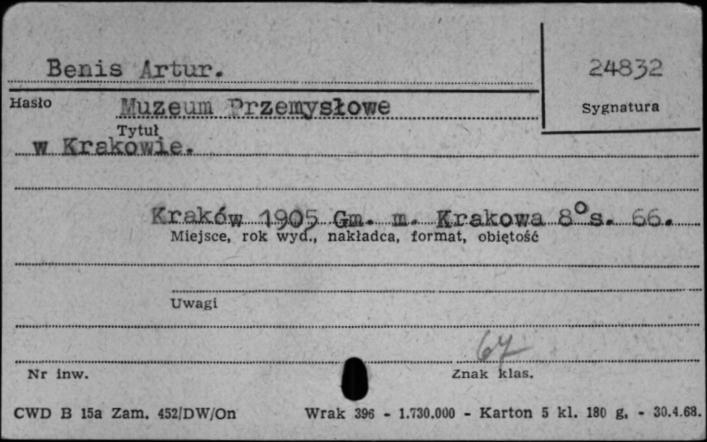 Benis Artur.
24832
Hasło
Sygnatura
Muzeum Przemysłowe
Tytuł
w Krakowie.
Kraków 1905 Gm. m. Krakowa 8° s. 66.
Miejsce, rok wyd., nakładca, format, objętość
Uwagi
67
Nr inw.
Znak klas.
CWD B 15a Zam. 452/DW/On Wrak 396 - 1.730.000 - Karton 5 kl. 180 g. - 30.4.68.